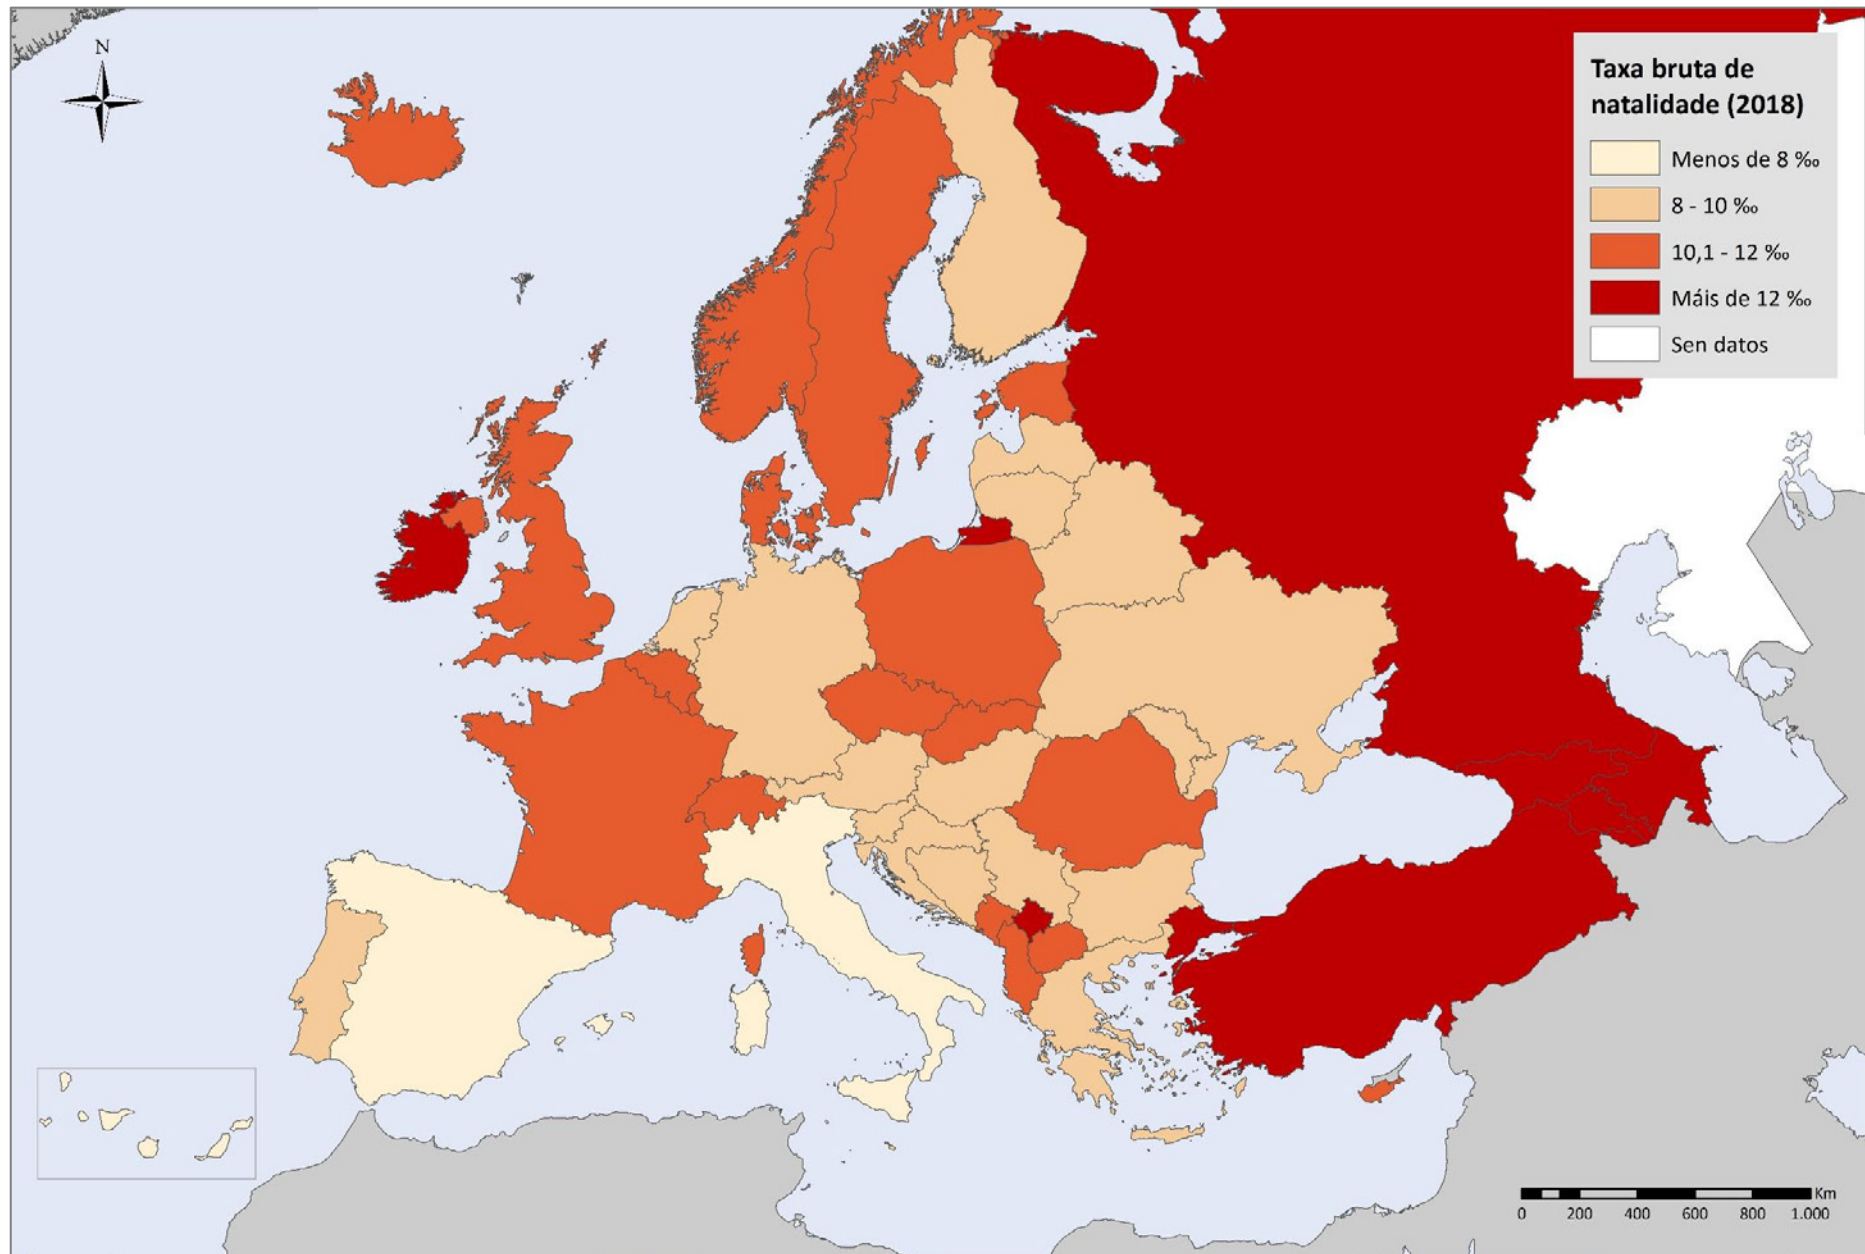 N
Taxa bruta de
natalidade (2018)
Menos de 8 ‰
8 - 10 ‰
10,1 - 12 ‰
Máis de 12 ‰
Sen datos
Km
0 200 400 600 800 1.000